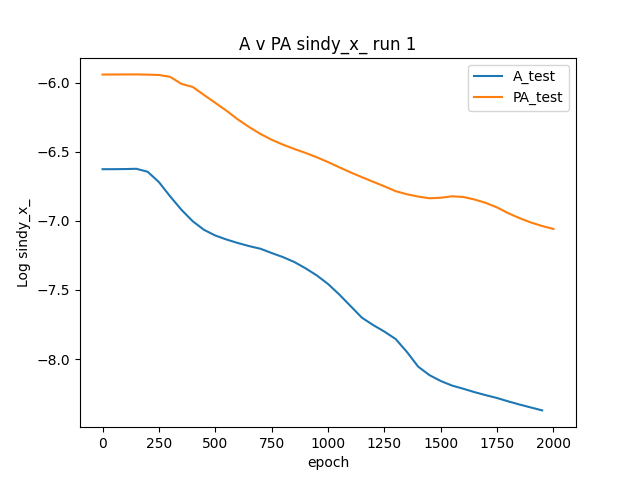 A v PA sindy_x_ run 1
A_test
PA_test
Log sindy_x_
−6.0
−6.5
−7.0
−7.5
−8.0
0 250 500 750 1000 1250 1500 1750 2000
epoch